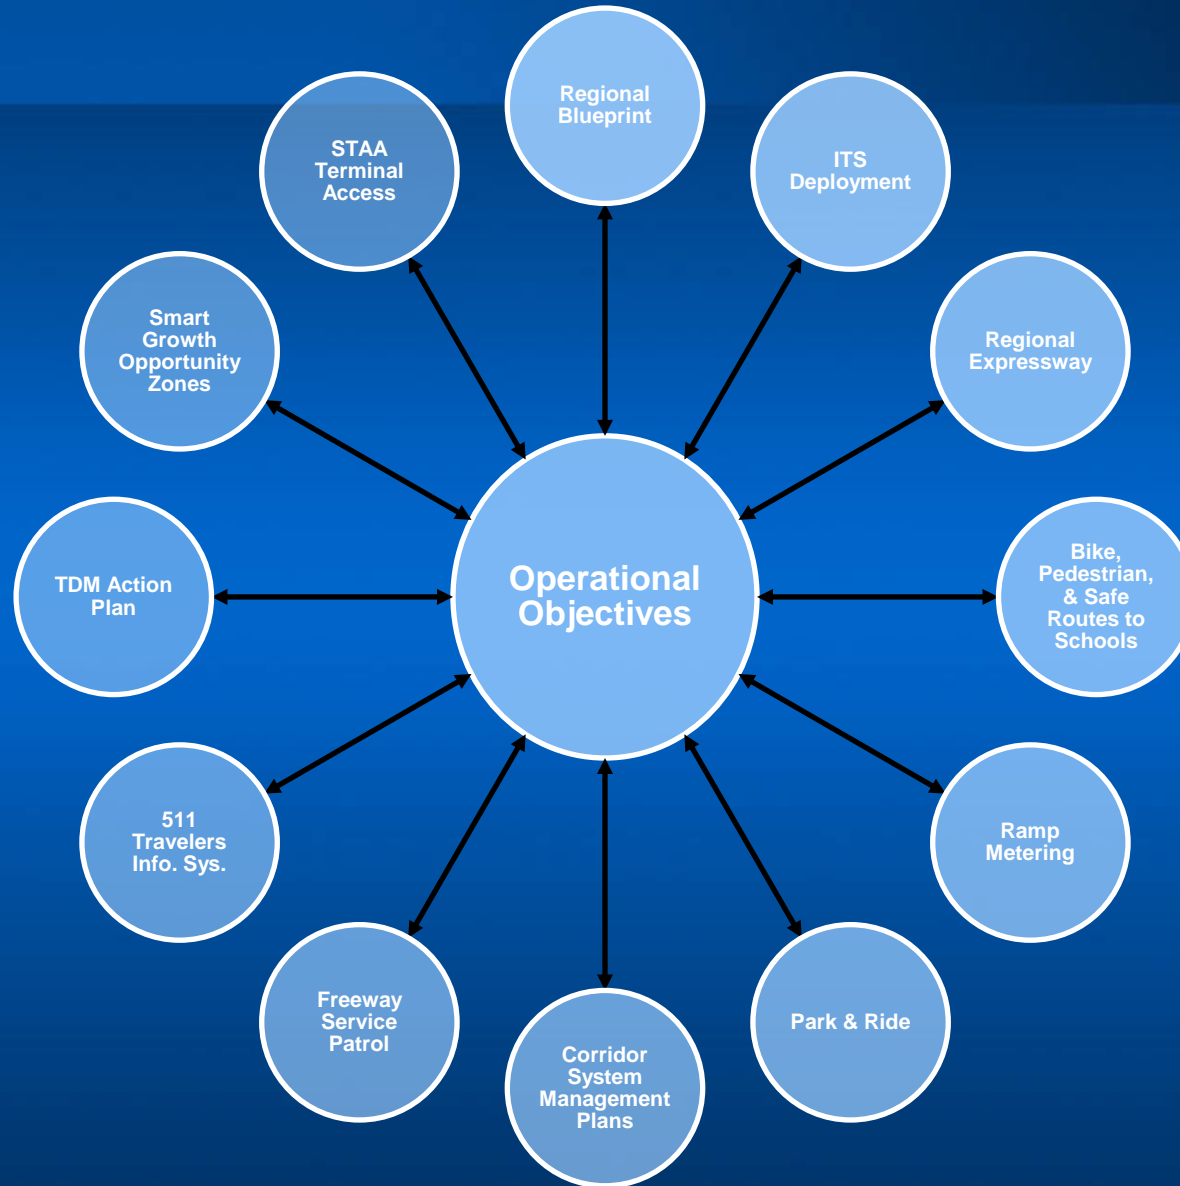 Regional
Blueprint
ITS
Deployment
Regional
Expressway
Bike,
Pedestrian,
& Safe
Routes to
Schools
Ramp
Metering
Park & Ride
Corridor
System
Management
Plans
Freeway
Service
Patrol
511
Travelers
Info. Sys.
TDM Action
Plan
Smart
Growth
Opportunity
Zones
STAA
Terminal
Access
Operational
Objectives